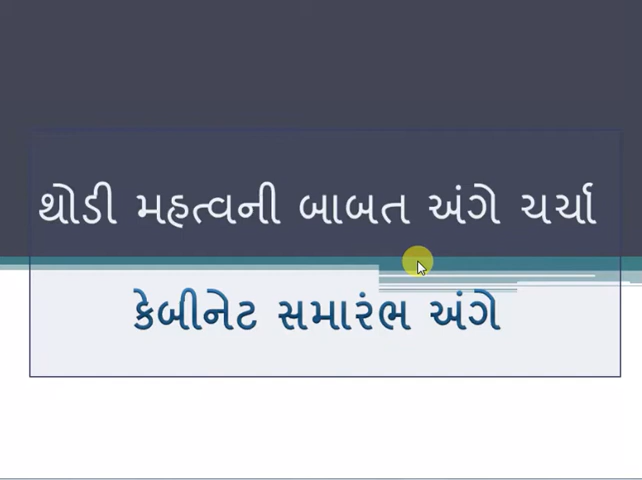 થોડી મહત્વની બાબત અંગે ચર્ચા
કેબીનેટ સમારંભ અંગે